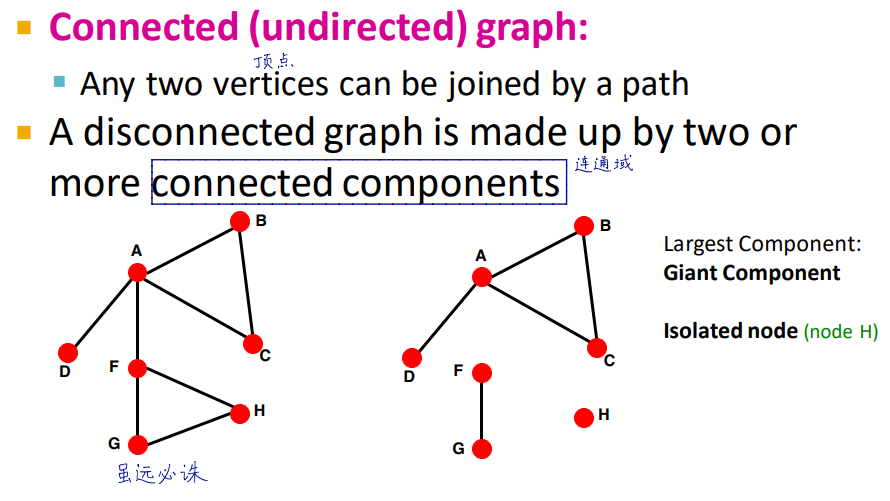 Connected (undirected) graph:
顶点
Any two vertices can be joined by a path
A disconnected graph is made up by two or
more connected components
连通域
B
A
D
C
F
H
G
虽远必诛
B
A
D
C
F
H
G
Largest Component:
Giant Component
Isolated node (node H)